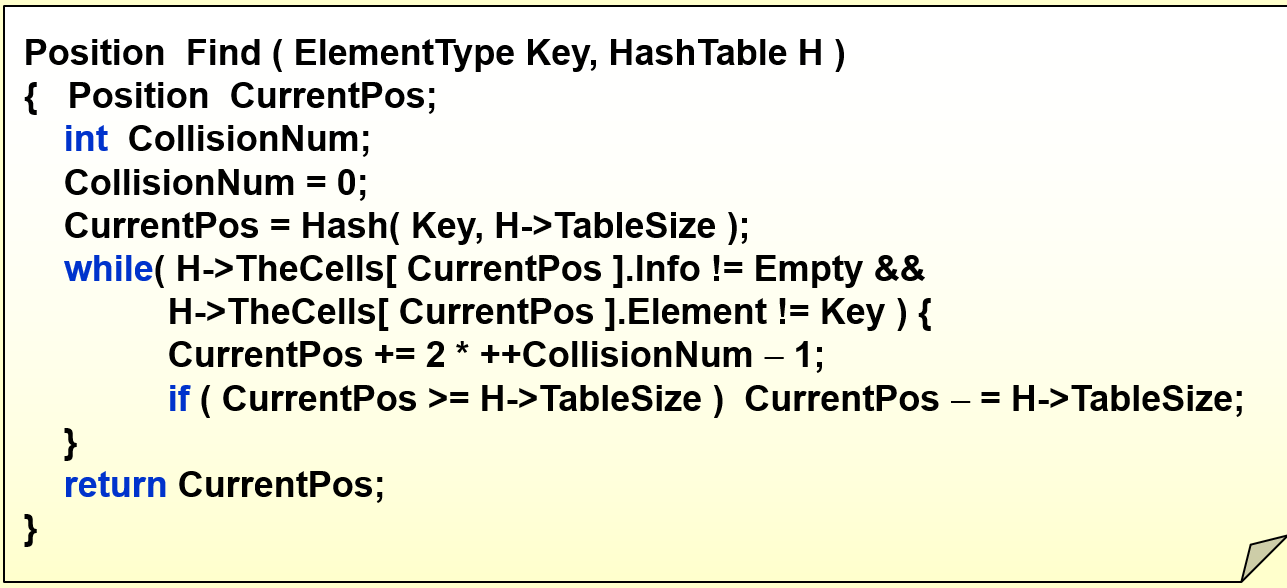 Position Find ( ElementType Key, HashTable H )
{ Position CurrentPos;
int CollisionNum;
CollisionNum = 0;
CurrentPos = Hash( Key, H->TableSize );
while( H->TheCells[ CurrentPos ].Info != Empty &&
H->TheCells[ CurrentPos ].Element != Key ) {
CurrentPos += 2 * ++CollisionNum – 1;
if ( CurrentPos >= H->TableSize ) CurrentPos – = H->TableSize;
}
return CurrentPos;
}